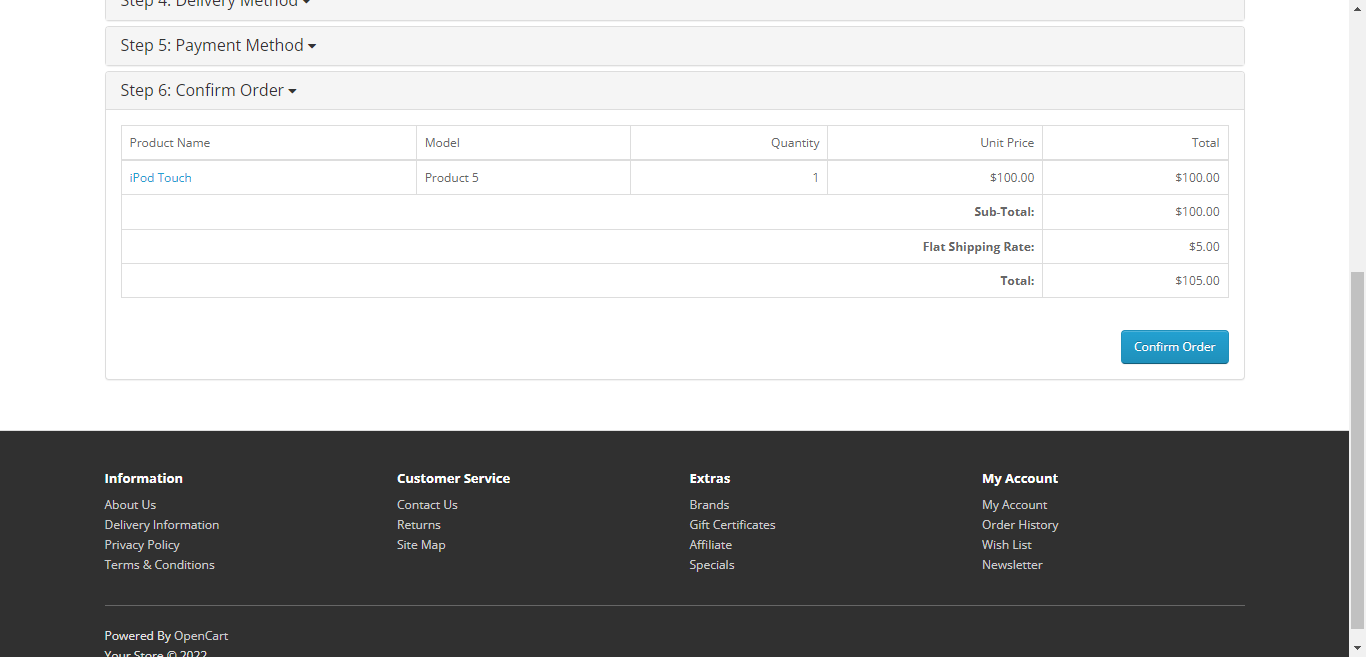 Step 4: Delivery Method
Step 5: Payment Method
Step 6: Confirm Order
Product Name Model Quantity Unit Price Total
iPod Touch Product 5 1 $100.00 $100.00
Sub-Total: $100.00
Flat Shipping Rate: $5.00
Total: $105.00
Confirm Order
Information Customer Service Extras My Account
About Us Contact Us Brands My Account
Delivery Information Returns Gift Certificates Order History
Privacy Policy Site Map Affiliate Wish List
Terms & Conditions Specials Newsletter
Powered By OpenCart
Your Store © 2022